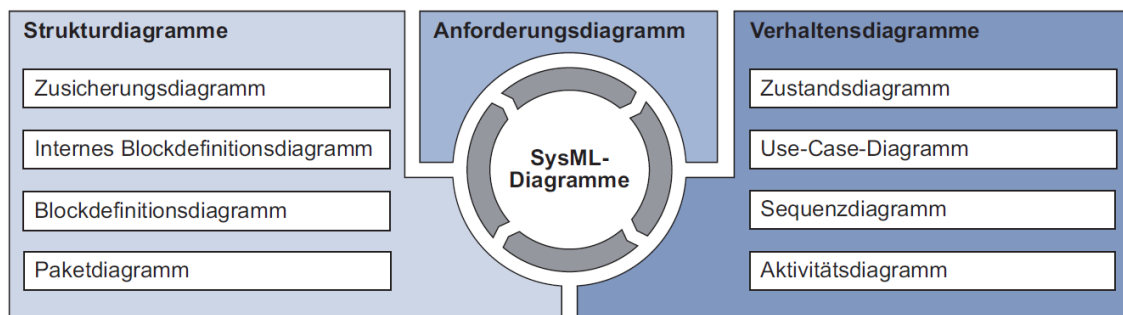 Strukturdiagramme
Zusicherungsdiagramm
Internes Blockdefinitionsdiagramm
Blockdefinitionsdiagramm
Paketdiagramm
Anforderungsdiagramm
SysML-
Diagramme
Verhaltensdiagramme
Zustandsdiagramm
Use-Case-Diagramm
Sequenzdiagramm
Aktivitätsdiagramm